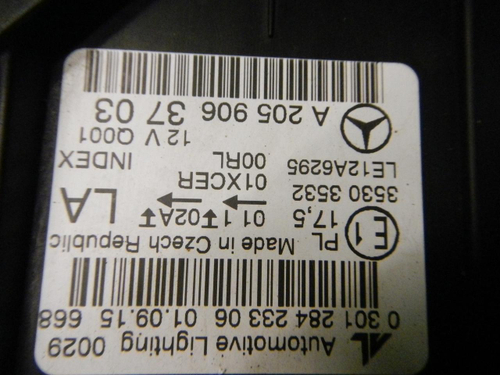 AL Automotive Lighting 0029
0 301 284 233 06 01.09.15 668
E1 PL Made in Czech Republic
17,5 01 1 02A LA
3530 3532 01XCER
LE12A6295 00RL INDEX
12 V Q001
A 205 906 37 03